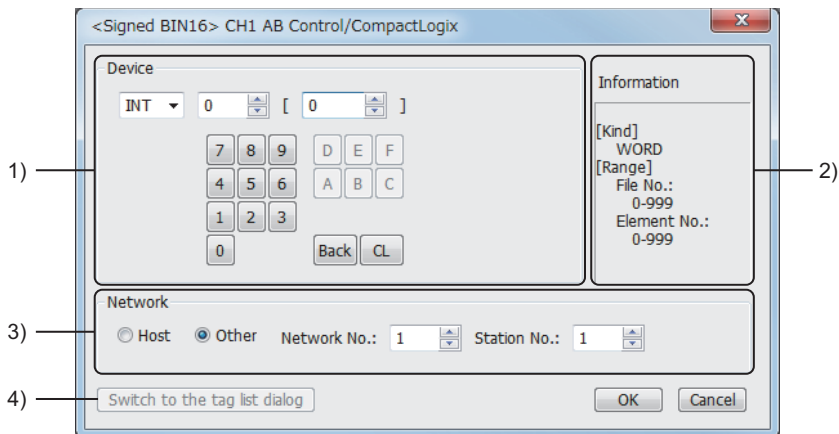 <Signed BIN16> CH1 AB Control/CompactLogix
x
1)
Device
INT 0 [ 0 ]
7 8 9 D E F
4 5 6 A B C
1 2 3
0 Back CL
2)
Information
[Kind]
WORD
[Range]
File No.:
0-999
Element No.:
0-999
3)
Network
Host Other Network No.: 1 Station No.: 1
4)
Switch to the tag list dialog OK Cancel